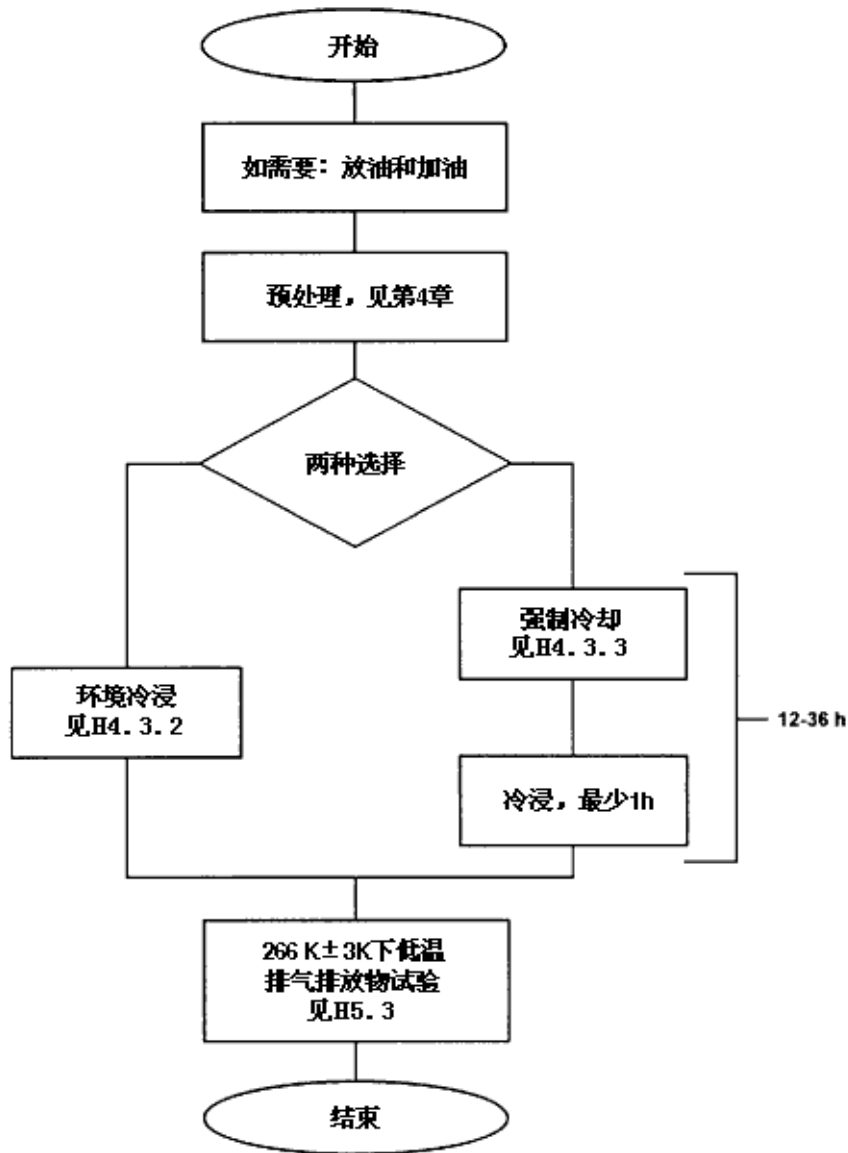 开始
如需要：放油和加油
预处理，见第4章
两种选择
强制冷却
见H4.3.3
环境冷浸
见H4.3.2
12-36 h
冷浸，最少1h
266 K±3K下低温
排气排放物试验
见H5.3
结束